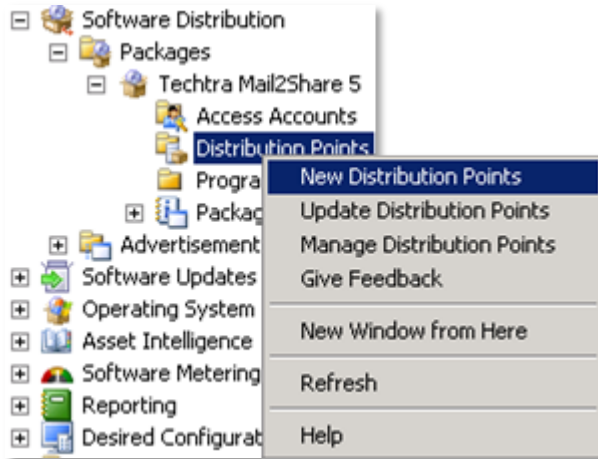 Software Distribution
Packages
Techtra Mail2Share 5
Access Accounts
Distribution Points
Progra
Packag
Advertisement
Software Updates
Operating System
Asset Intelligence
Software Metering
Reporting
Desired Configurat
New Distribution Points
Update Distribution Points
Manage Distribution Points
Give Feedback
New Window from Here
Refresh
Help